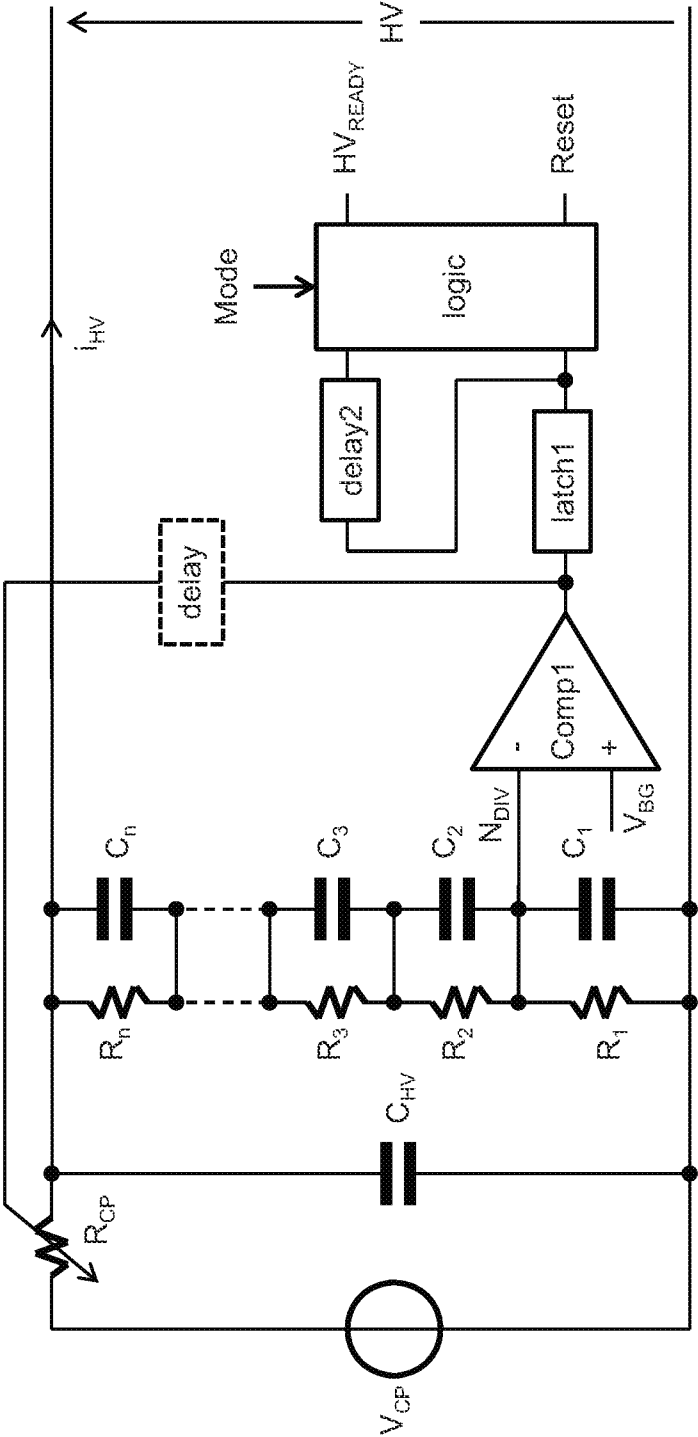 HV
HV_READY
Reset
Mode
i_HV
logic
delay2
delay
latch1
Comp1
-
+
N_DIV
V_BG
C_n
C_3
C_2
C_1
R_n
R_3
R_2
R_1
C_HV
R_CP
V_CP